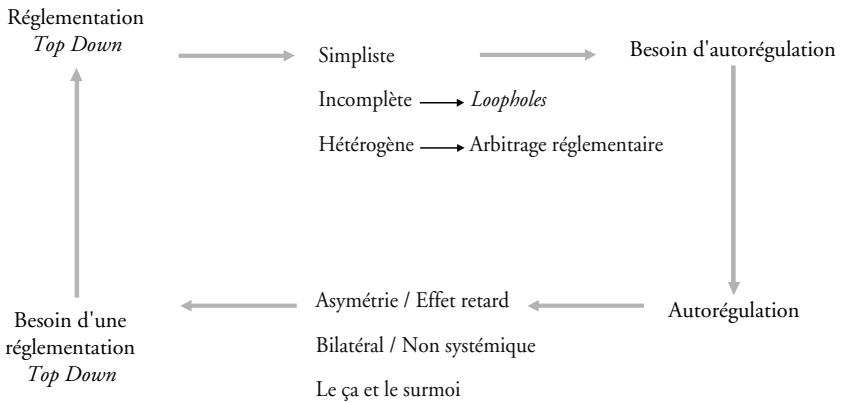 Réglementation
Top Down
Simpliste
Besoin d'autorégulation
Incomplète
Loopholes
Hétérogène
Arbitrage réglementaire
Asymétrie / Effet retard
Autorégulation
Besoin d'une
réglementation
Top Down
Bilatéral / Non systémique
Le ça et le surmoi